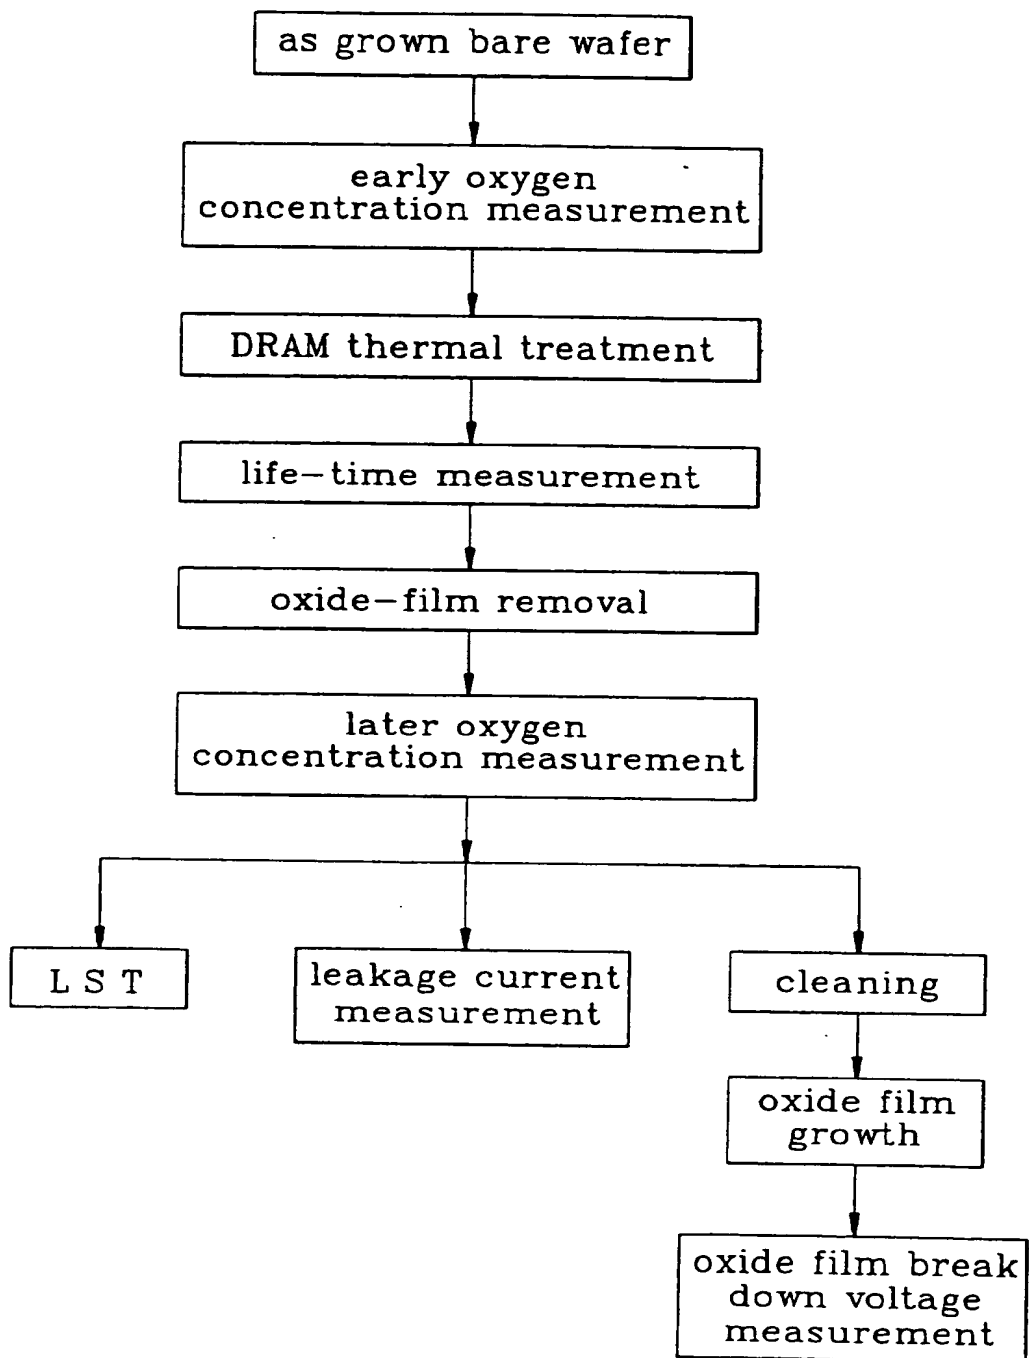 as grown bare wafer
early oxygen
concentration measurement
DRAM thermal treatment
life-time measurement
oxide-film removal
later oxygen
concentration measurement
L S T
leakage current
measurement
cleaning
oxide film
growth
oxide film break
down voltage
measurement